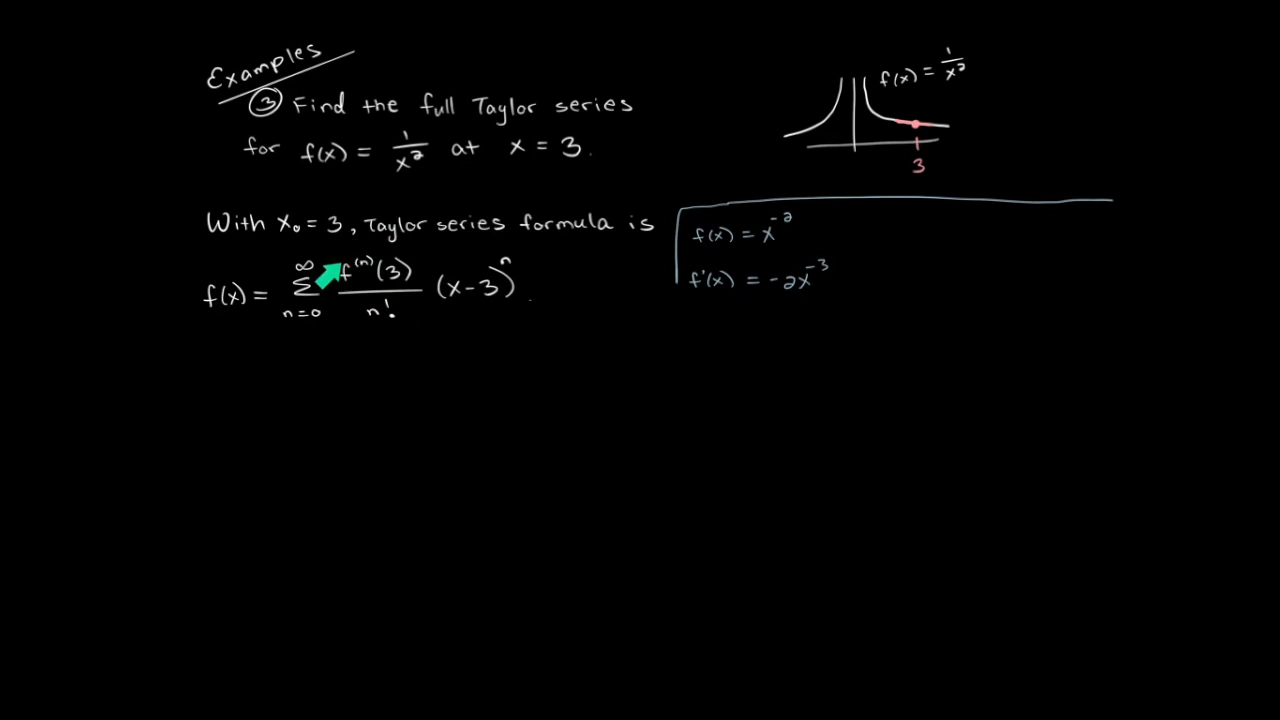 Examples
③ Find the full Taylor series
for f(x) = 1/x² at x = 3.
f(x) = 1/x²
3
With x₀ = 3, Taylor series formula is
f(x) = ∞ Σ n=0 f⁽ⁿ⁾(3)/n! (x-3)ⁿ.
f(x) = x⁻²
f'(x) = -2x⁻³